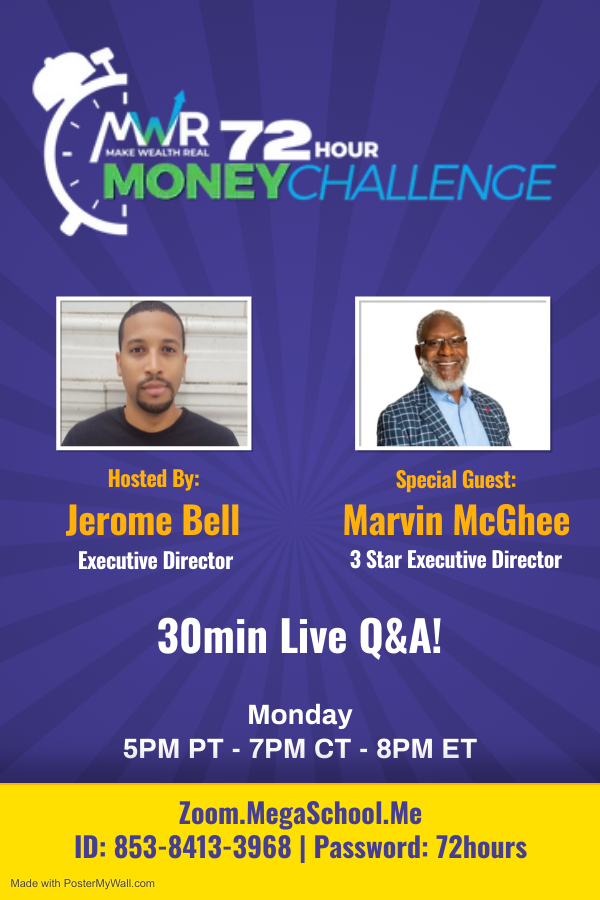 MWR
MAKE WEALTH REAL
72 HOUR
MONEY CHALLENGE
Hosted By:
Jerome Bell
Executive Director
Special Guest:
Marvin McGhee
3 Star Executive Director
30min Live Q&A!
Monday
5PM PT - 7PM CT - 8PM ET
Zoom.MegaSchool.Me
ID: 853-8413-3968 | Password: 72hours
Made with PosterMyWall.com